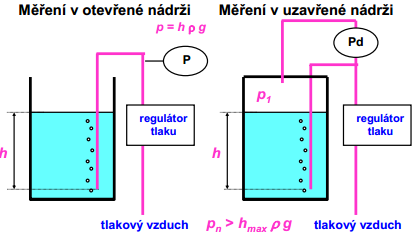 Měření v otevřené nádrži
p = h ρ g
P
regulátor
tlaku
h
tlakový vzduch
Měření v uzavřené nádrži
Pd
p1
regulátor
tlaku
h
pn > hmax ρ g
tlakový vzduch